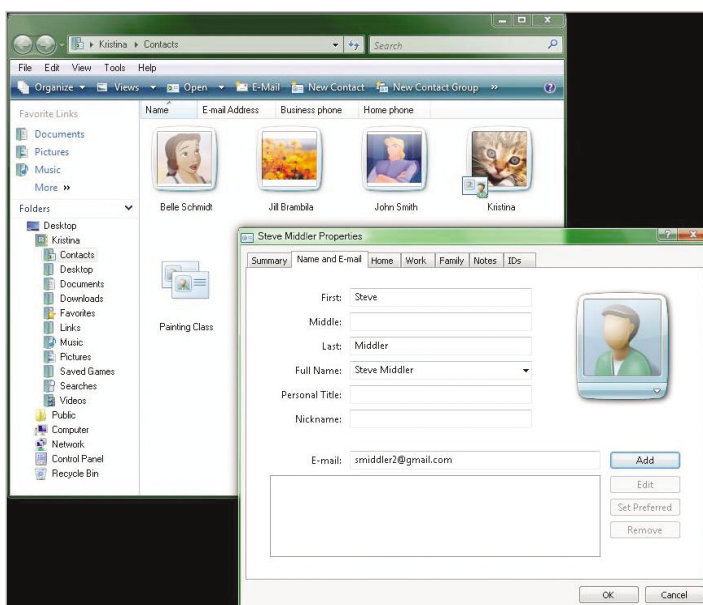 Kristina ▸ Contacts
Search
File Edit View Tools Help
Organize Views Open E-Mail New Contact New Contact Group »
Favorite Links
Documents
Pictures
Music
More »
Folders
Desktop
Kristina
Contacts
Desktop
Documents
Downloads
Favorites
Links
Music
Pictures
Saved Games
Searches
Videos
Public
Computer
Network
Control Panel
Recycle Bin
Name E-mail Address Business phone Home phone
Belle Schmidt Jill Brambila John Smith Kristina
Painting Class
Steve Middler Properties
Summary Name and E-mail Home Work Family Notes IDs
First: Steve
Middle:
Last: Middler
Full Name: Steve Middler
Personal Title:
Nickname:
E-mail: smiddler2@gmail.com
Add
Edit
Set Preferred
Remove
OK Cancel